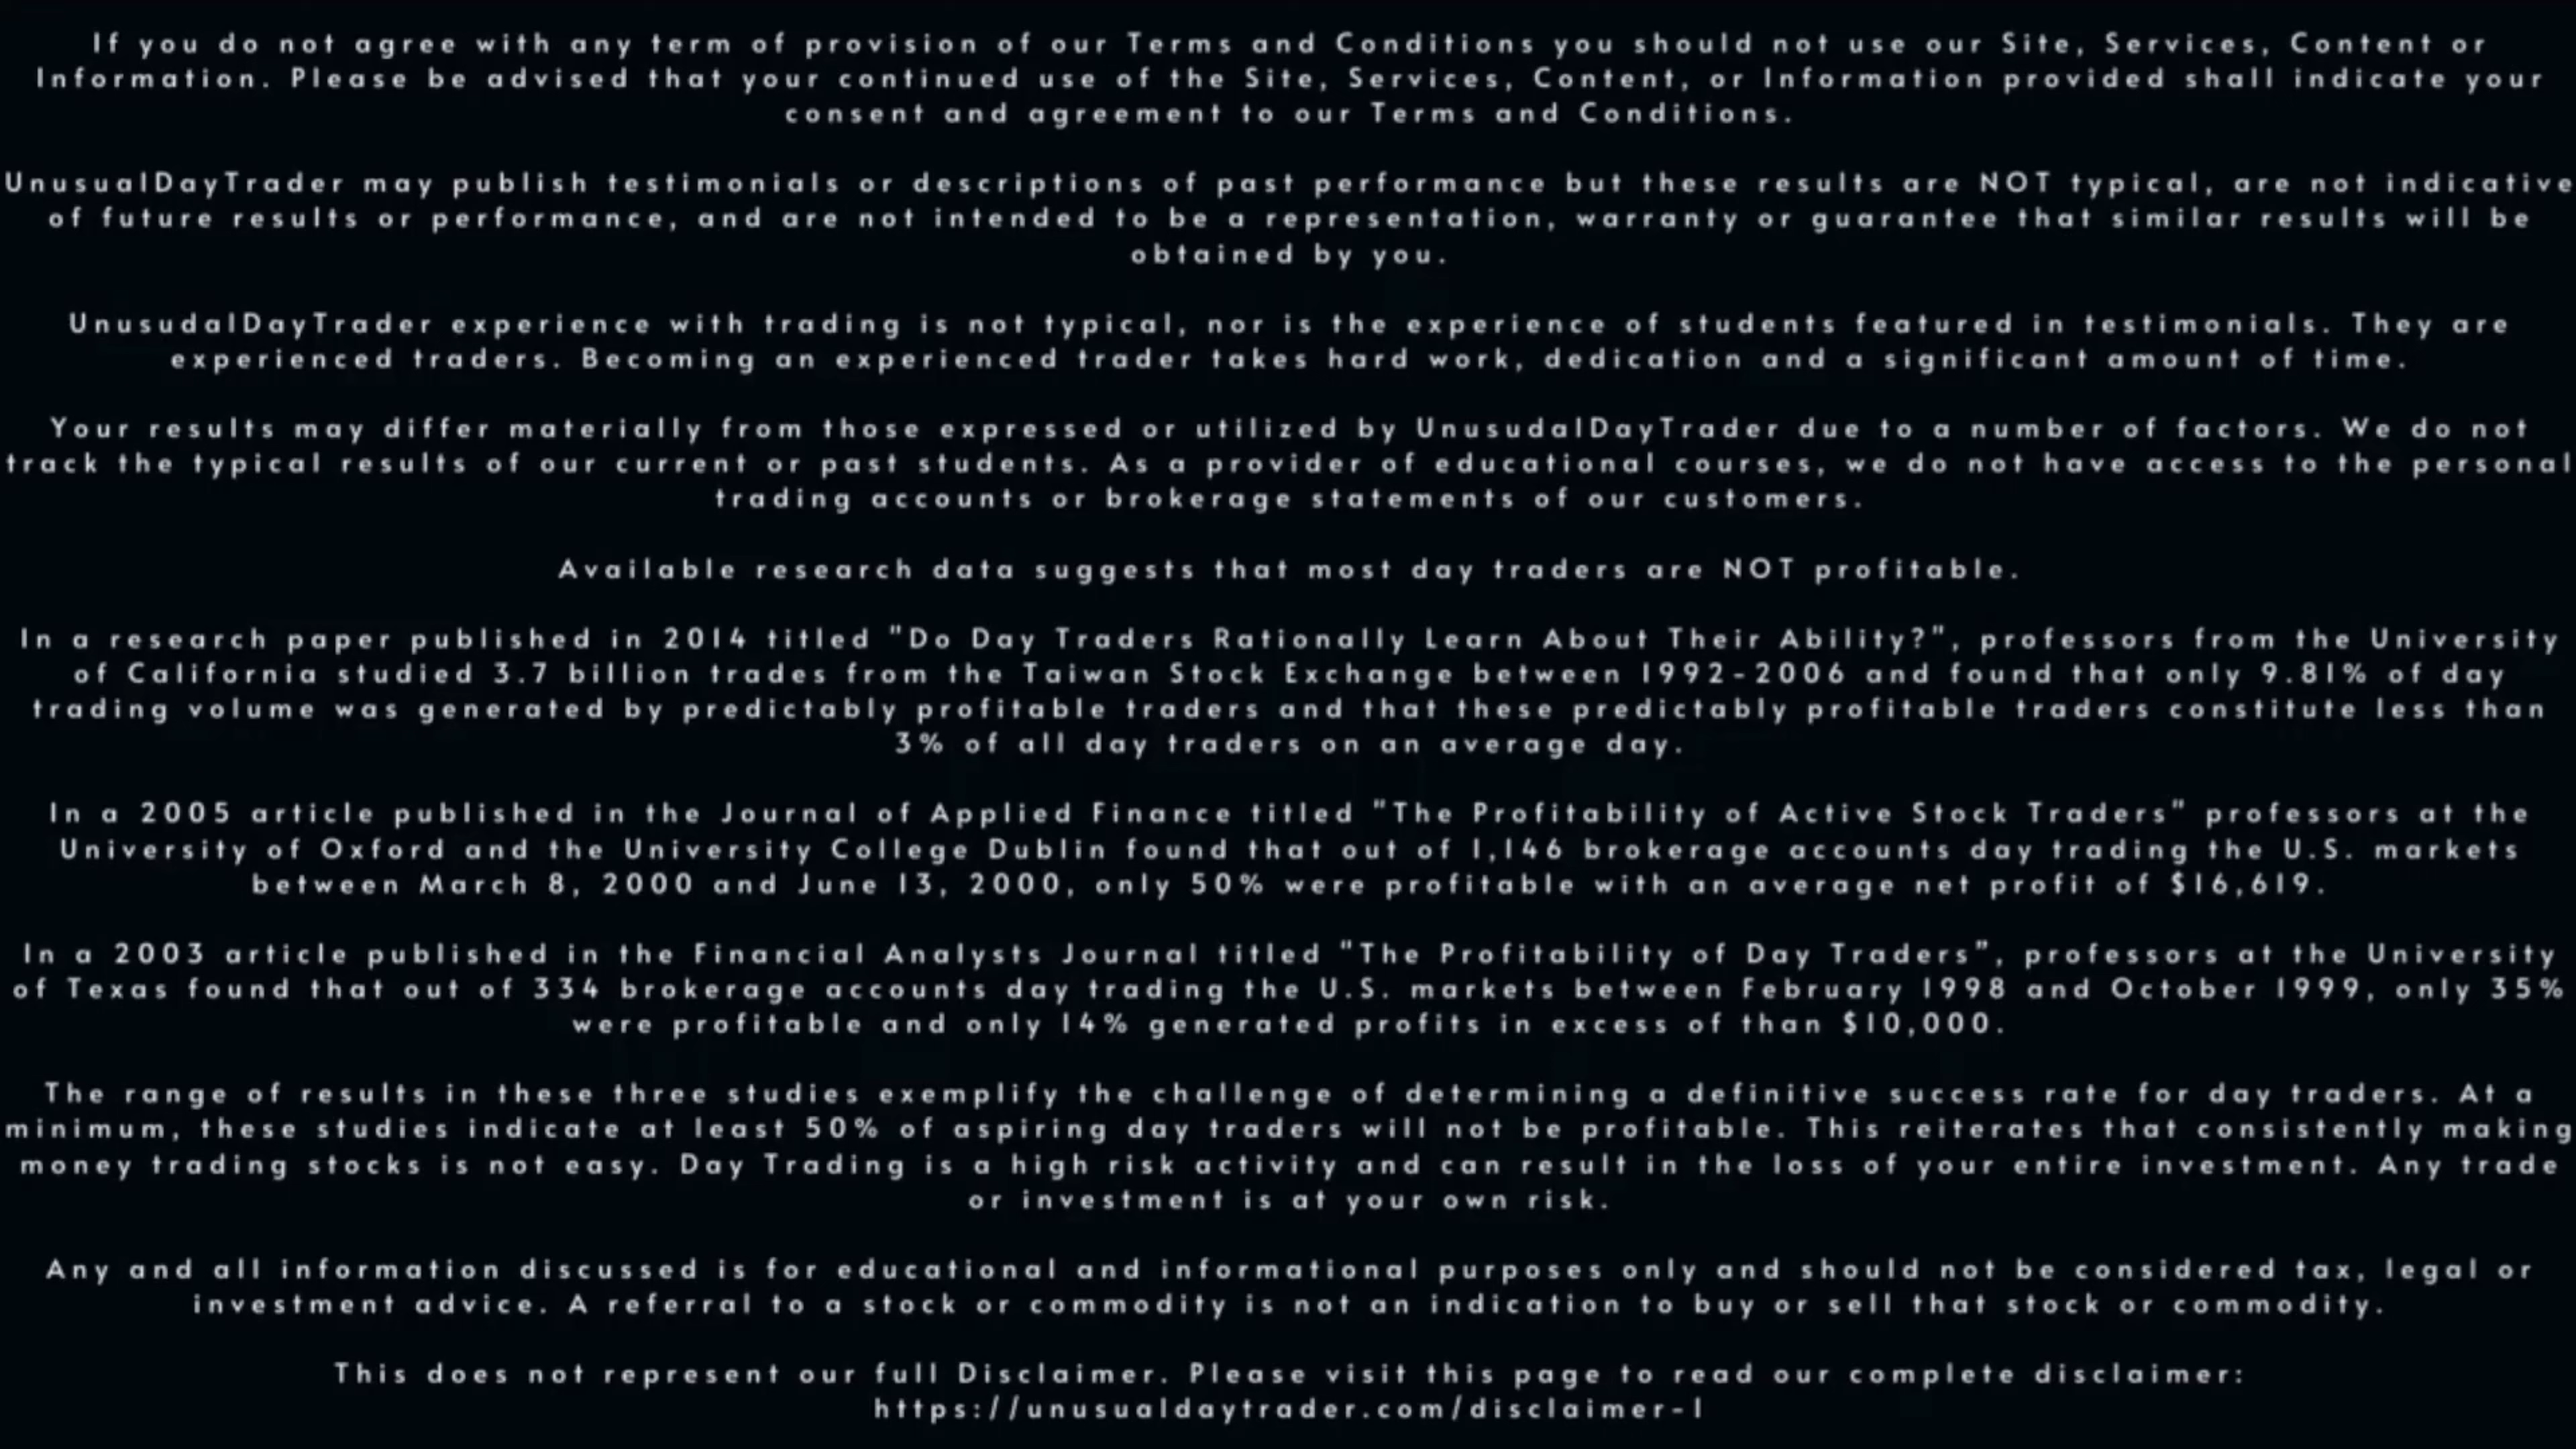 If you do not agree with any term of provision of our Terms and Conditions you should not use our Site, Services, Content or
Information. Please be advised that your continued use of the Site, Services, Content, or Information provided shall indicate your
consent and agreement to our Terms and Conditions.
UnusualDayTrader may publish testimonials or descriptions of past performance but these results are NOT typical, are not indicative
of future results or performance, and are not intended to be a representation, warranty or guarantee that similar results will be
obtained by you.
UnusudalDayTrader experience with trading is not typical, nor is the experience of students featured in testimonials. They are
experienced traders. Becoming an experienced trader takes hard work, dedication and a significant amount of time.
Your results may differ materially from those expressed or utilized by UnusudalDayTrader due to a number of factors. We do not
track the typical results of our current or past students. As a provider of educational courses, we do not have access to the personal
trading accounts or brokerage statements of our customers.
Available research data suggests that most day traders are NOT profitable.
In a research paper published in 2014 titled "Do Day Traders Rationally Learn About Their Ability?", professors from the University
of California studied 3.7 billion trades from the Taiwan Stock Exchange between 1992-2006 and found that only 9.81% of day
trading volume was generated by predictably profitable traders and that these predictably profitable traders constitute less than
3% of all day traders on an average day.
In a 2005 article published in the Journal of Applied Finance titled "The Profitability of Active Stock Traders" professors at the
University of Oxford and the University College Dublin found that out of 1,146 brokerage accounts day trading the U.S. markets
between March 8, 2000 and June 13, 2000, only 50% were profitable with an average net profit of $16,619.
In a 2003 article published in the Financial Analysts Journal titled "The Profitability of Day Traders", professors at the University
of Texas found that out of 334 brokerage accounts day trading the U.S. markets between February 1998 and October 1999, only 35%
were profitable and only 14% generated profits in excess of than $10,000.
The range of results in these three studies exemplify the challenge of determining a definitive success rate for day traders. At a
minimum, these studies indicate at least 50% of aspiring day traders will not be profitable. This reiterates that consistently making
money trading stocks is not easy. Day Trading is a high risk activity and can result in the loss of your entire investment. Any trade
or investment is at your own risk.
Any and all information discussed is for educational and informational purposes only and should not be considered tax, legal or
investment advice. A referral to a stock or commodity is not an indication to buy or sell that stock or commodity.
This does not represent our full Disclaimer. Please visit this page to read our complete disclaimer:
https://unusualdaytrader.com/disclaimer-1